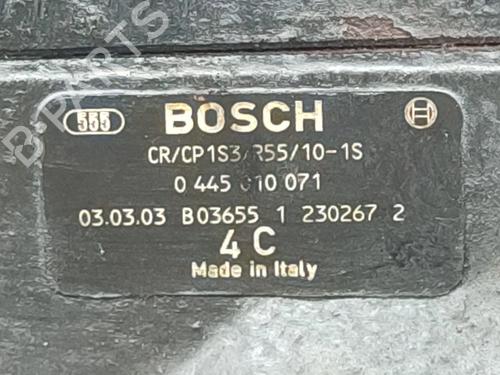 B-PARTS
555 BOSCH
CR/CP1S3/R55/10-1S
0 445 010 071
03.03.03 B03655 1 230267 2
4 C
Made in Italy